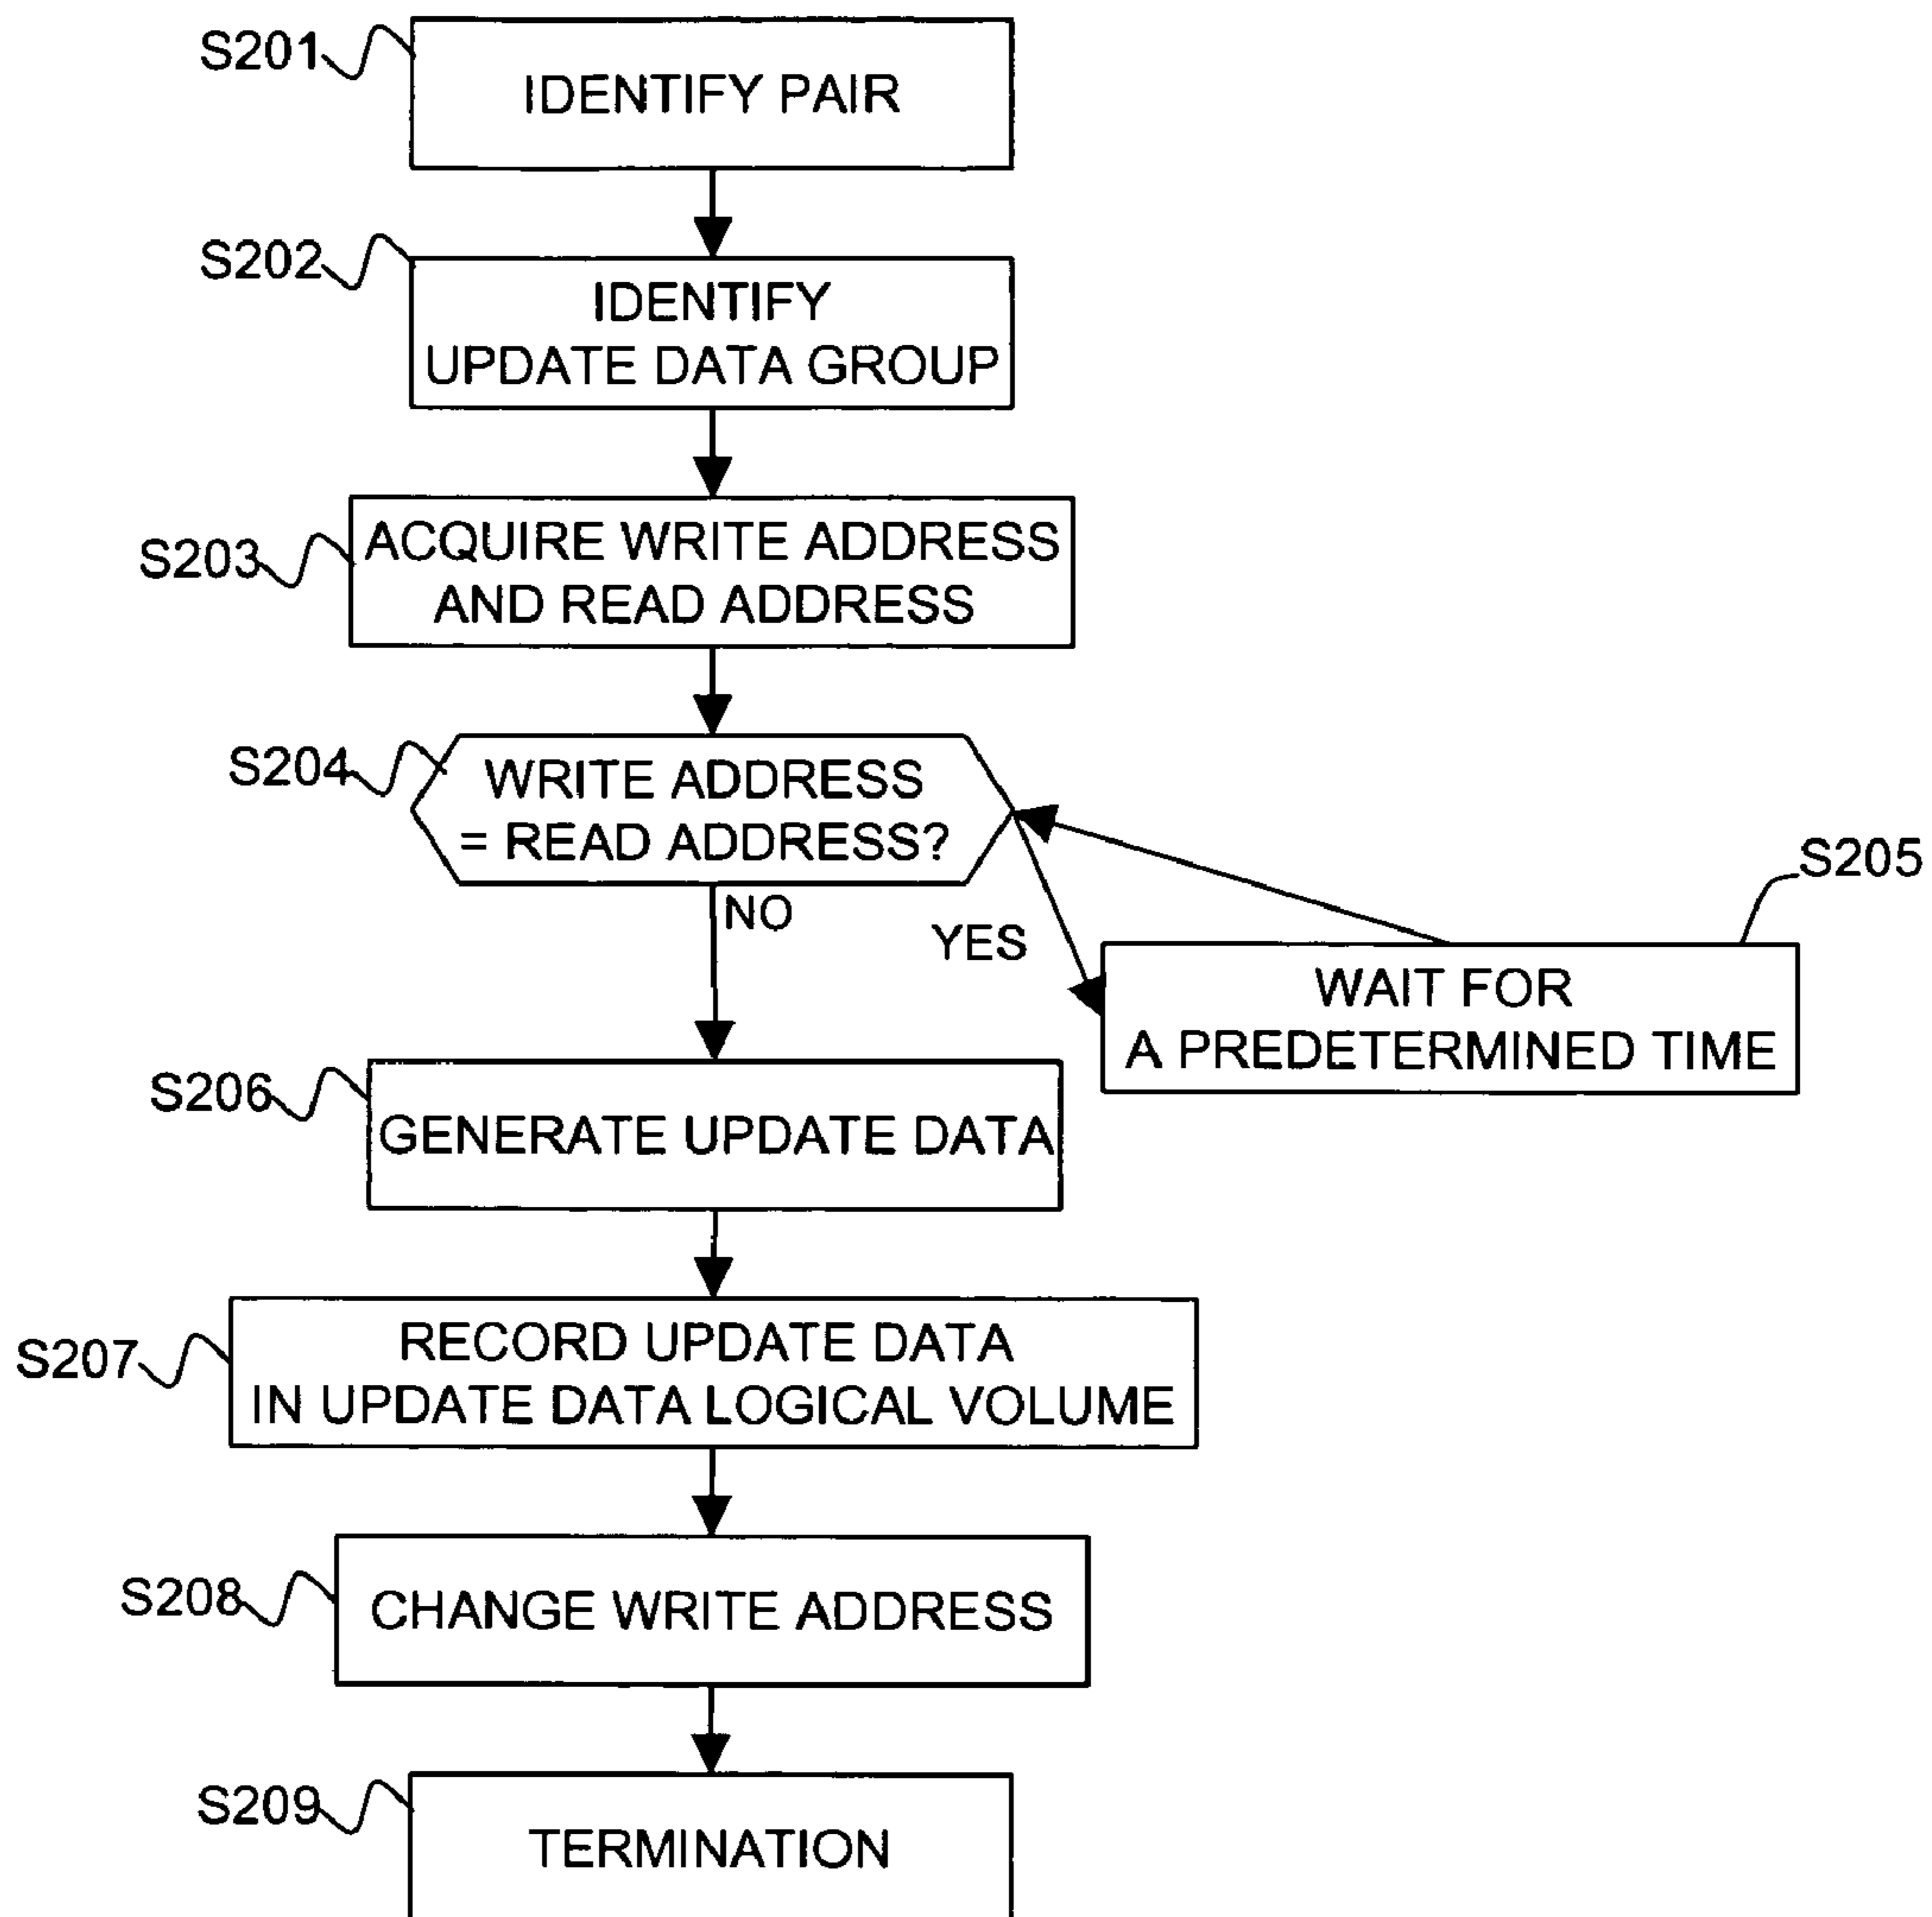 S201
IDENTIFY PAIR
S202
IDENTIFY
UPDATE DATA GROUP
S203
ACQUIRE WRITE ADDRESS
AND READ ADDRESS
S204
WRITE ADDRESS
= READ ADDRESS?
NO
YES
S205
WAIT FOR
A PREDETERMINED TIME
S206
GENERATE UPDATE DATA
S207
RECORD UPDATE DATA
IN UPDATE DATA LOGICAL VOLUME
S208
CHANGE WRITE ADDRESS
S209
TERMINATION